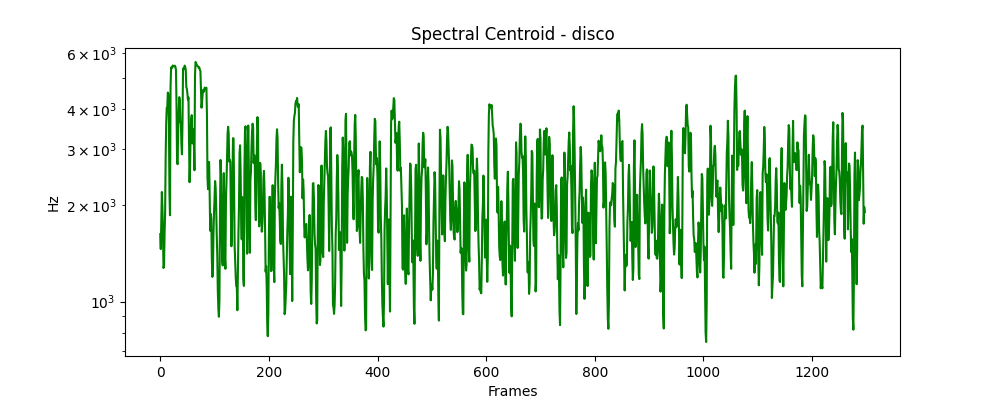 Spectral Centroid - disco
6 × 10³
4 × 10³
3 × 10³
2 × 10³
10³
Hz
0 200 400 600 800 1000 1200
Frames